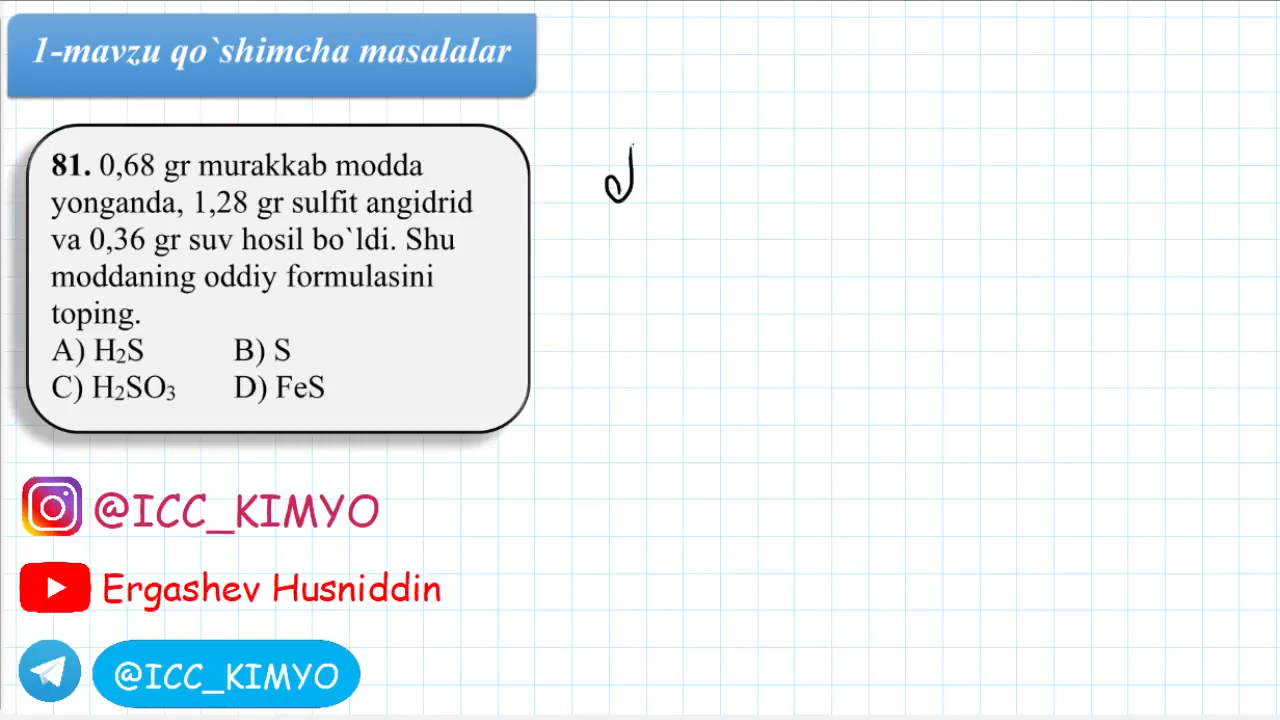 1-mavzu qo`shimcha masalalar
81. 0,68 gr murakkab modda
yonganda, 1,28 gr sulfit angidrid
va 0,36 gr suv hosil bo`ldi. Shu
moddaning oddiy formulasini
toping.
A) H₂S B) S
C) H₂SO₃ D) FeS
@ICC_KIMYO
Ergashev Husniddin
@ICC_KIMYO